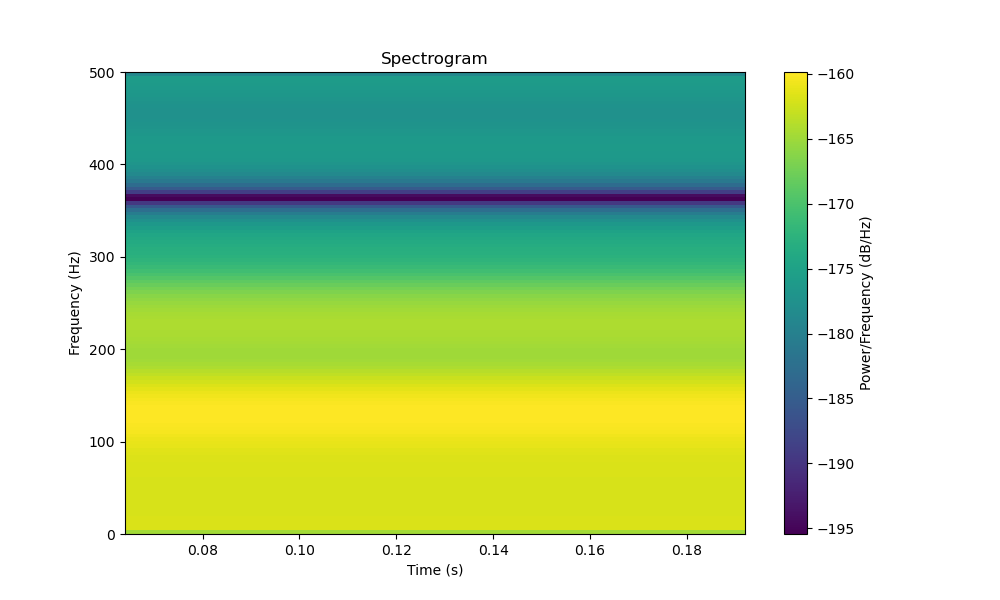 Spectrogram
500
400
300
200
100
0
Frequency (Hz)
0.08 0.10 0.12 0.14 0.16 0.18
Time (s)
−160
−165
−170
−175
−180
−185
−190
−195
Power/Frequency (dB/Hz)